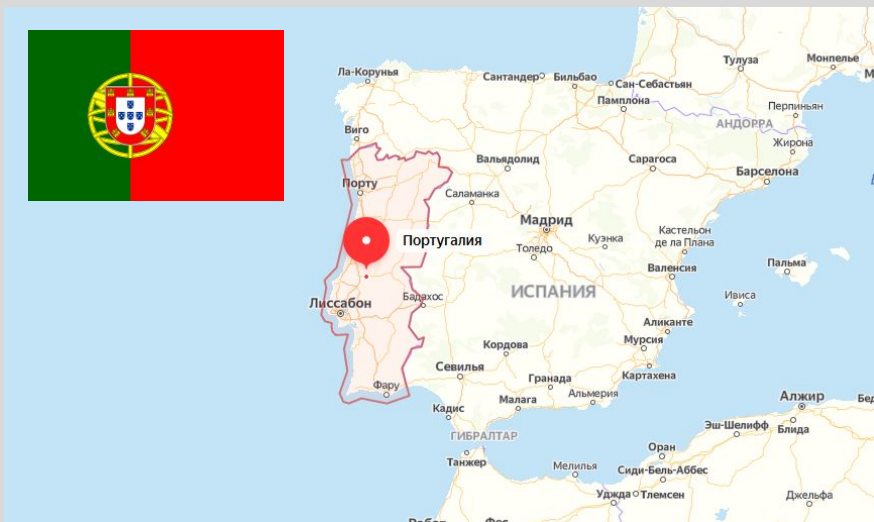 Тулуза
Монпелье
Ла-Корунья
Сантандер
Бильбао
Сан-Себастьян
Памплона
Перпиньян
АНДОРРА
Виго
Жирона
Вальядолид
Сарагоса
Барселона
Порту
Саламанка
Мадрид
Португалия
Куэнка
Кастельон
де ла Плана
Толедо
Пальма
Валенсия
Бадахос
ИСПАНИЯ
Ивиса
Лиссабон
Аликанте
Мурсия
Кордова
Севилья
Картахена
Гранада
Фару
Альмерия
Малага
Алжир
Кадис
Эш-Шелифф
Блида
ГИБРАЛТАР
Оран
Танжер
Мелилья
Сиди-Бель-Аббес
Уджда
Тлемсен
Джельфа